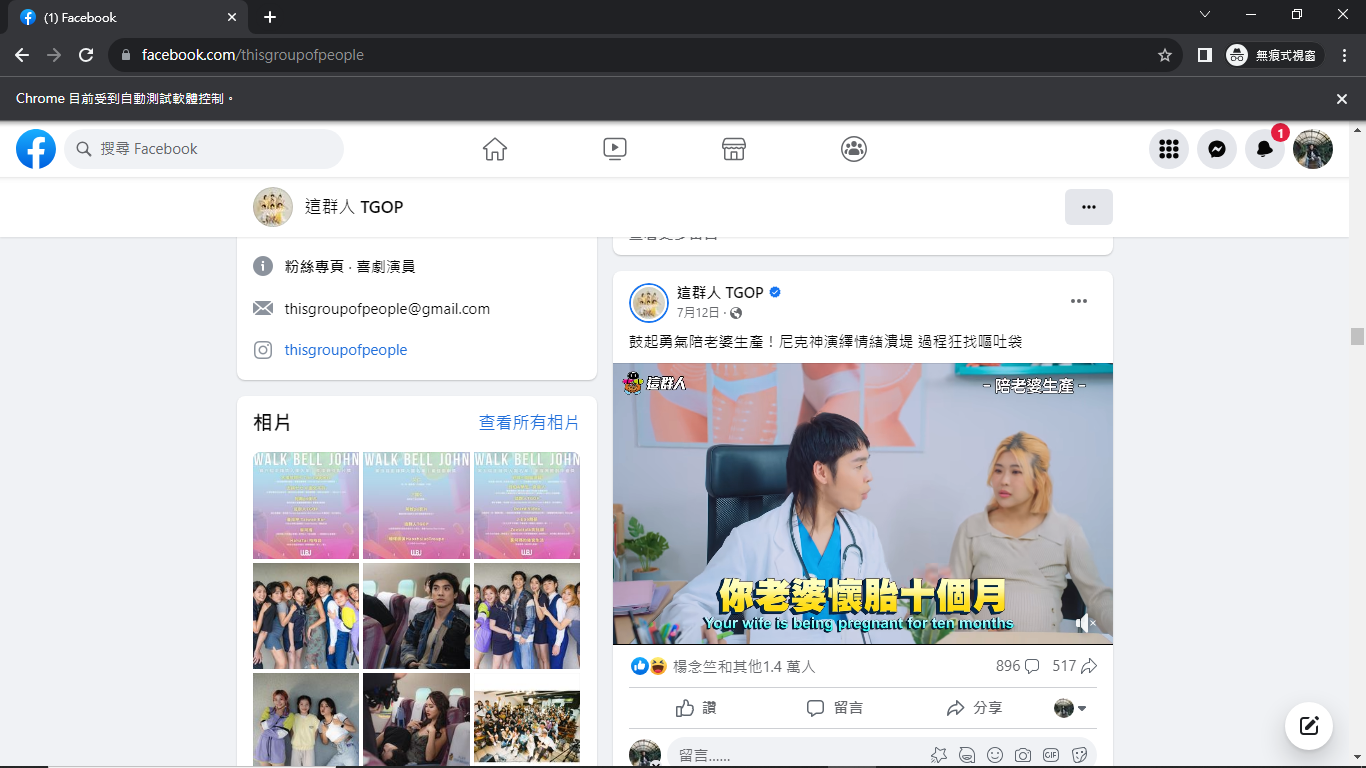 (1) Facebook
facebook.com/thisgroupofpeople
無痕式視窗
Chrome 目前受到自動測試軟體控制。
搜尋 Facebook
1
這群人 TGOP
粉絲專頁 · 喜劇演員
thisgroupofpeople@gmail.com
thisgroupofpeople
相片
查看所有相片
WALK BELL JOHN
WALK BELL JOHN
WALK BELL JOHN
這群人 TGOP
7月12日 ·
鼓起勇氣陪老婆生產！尼克神演繹情緒潰堤 過程狂找嘔吐袋
這群人
- 陪老婆生產 -
你老婆懷胎十個月
Your wife is being pregnant for ten months
楊念竺和其他1.4 萬人
896
517
讚
留言
分享
留言......
GIF